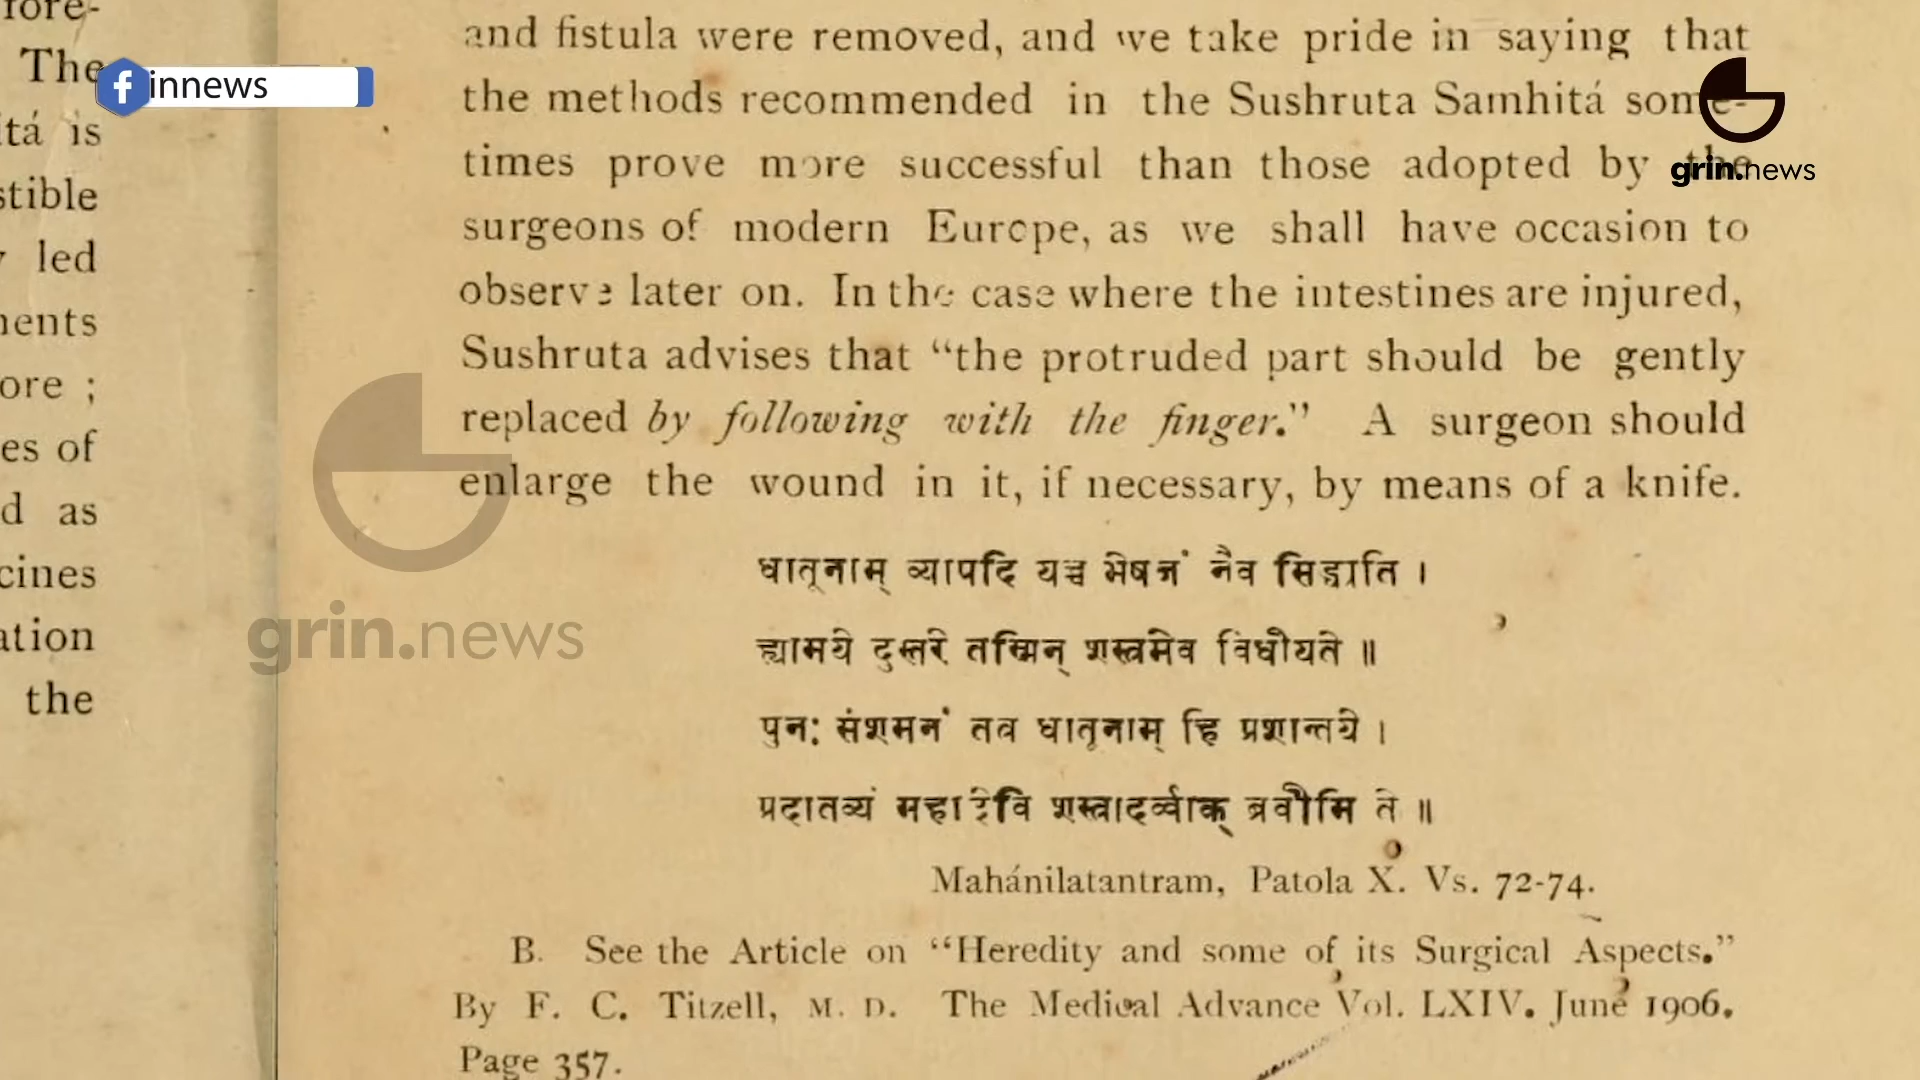 fore-
The
tá is
stible
led
ments
ore ;
es of
d as
cines
ation
the
innews
grin.news
grin.news
and fistula were removed, and we take pride in saying that
the methods recommended in the Sushruta Samhitá some-
times prove more successful than those adopted by the
surgeons of modern Europe, as we shall have occasion to
observe later on. In the case where the intestines are injured,
Sushruta advises that “the protruded part should be gently
replaced by following with the finger.” A surgeon should
enlarge the wound in it, if necessary, by means of a knife.
धातूनाम् व्यापदि यच्च भेषजं नैव सिद्ध्यति ।
ह्यामये दुस्तरे तस्मिन् शस्त्रमेव विधीयते ॥
पुनः संशमनं तत्र धातूनाम् हि प्रशान्तये ।
प्रदातव्यं महादेवि शस्त्रादर्व्वाक् ब्रवीमि ते ॥
Mahánilatantram, Patola X. Vs. 72-74.
B. See the Article on “Heredity and some of its Surgical Aspects.”
By F. C. Titzell, M. D. The Medical Advance Vol. LXIV. June 1906.
Page 357.